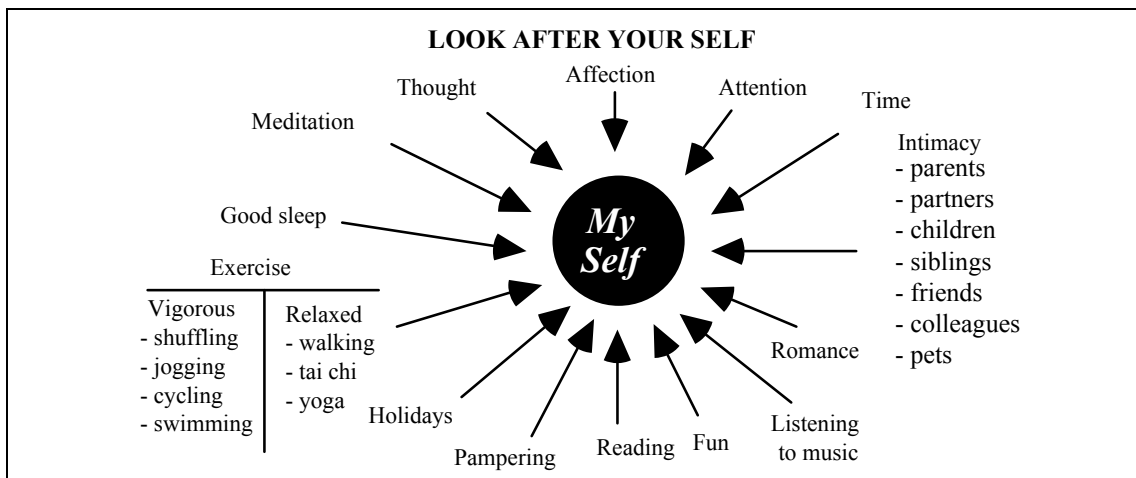 LOOK AFTER YOUR SELF
Affection
Thought
Attention
Time
Meditation
Intimacy
- parents
- partners
- children
- siblings
- friends
- colleagues
- pets
Good sleep
My
Self
Exercise
Vigorous
- shuffling
- jogging
- cycling
- swimming
Relaxed
- walking
- tai chi
- yoga
Romance
Holidays
Pampering
Reading
Fun
Listening
to music